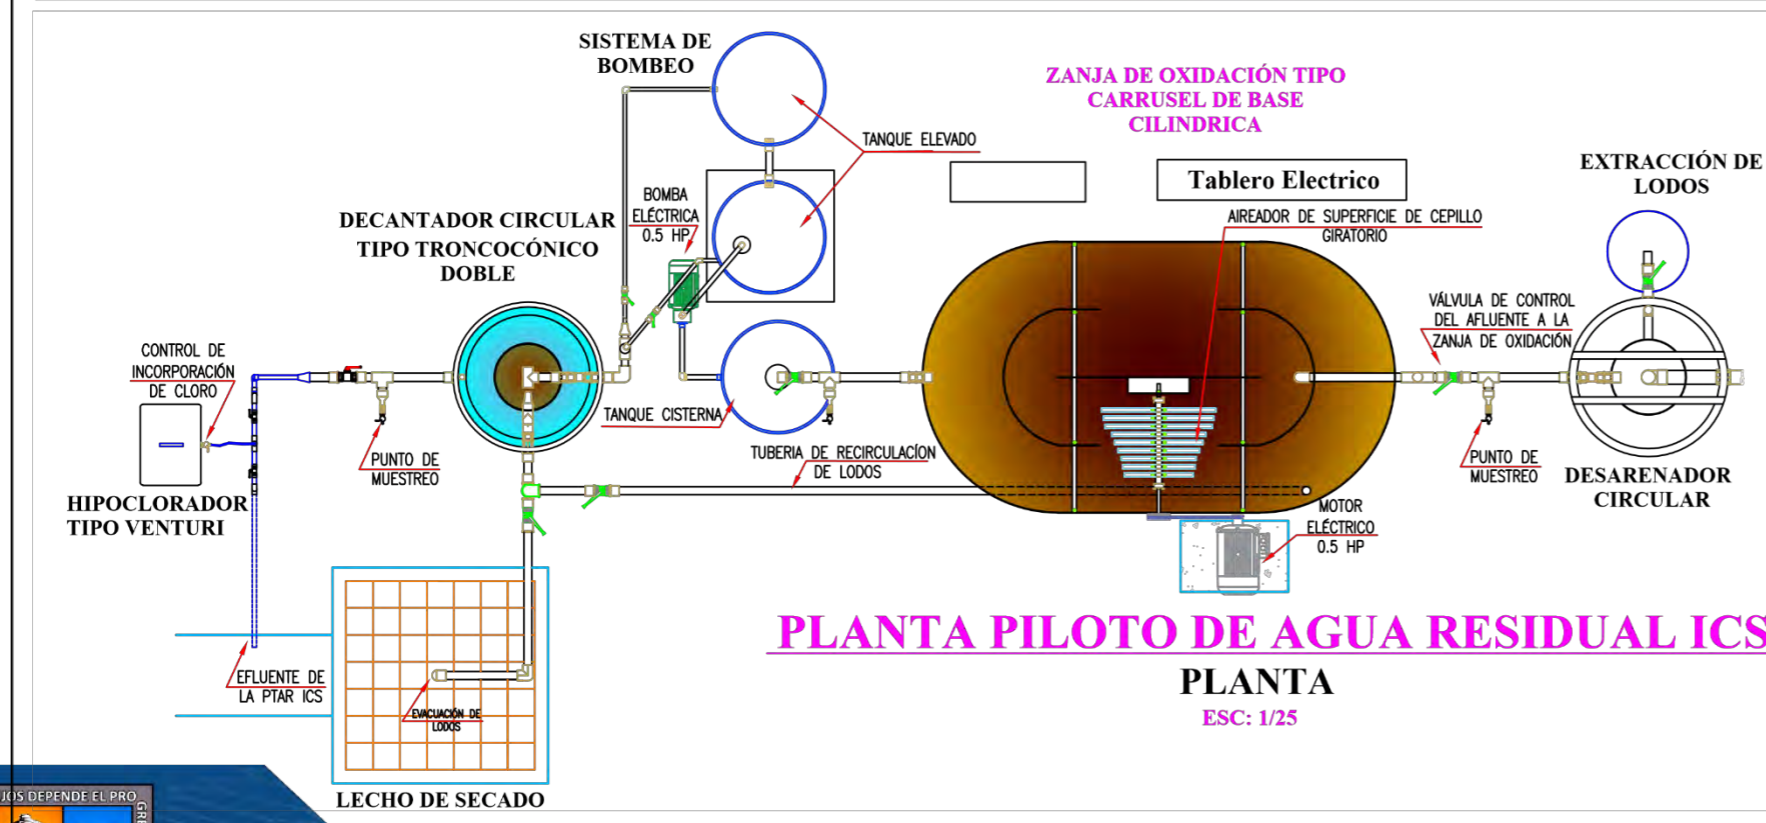 SISTEMA DE
BOMBEO
ZANJA DE OXIDACIÓN TIPO
CARRUSEL DE BASE
CILINDRICA
TANQUE ELEVADO
EXTRACCIÓN DE
LODOS
Tablero Electrico
BOMBA
ELÉCTRICA
0.5 HP
DECANTADOR CIRCULAR
TIPO TRONCOCÓNICO
DOBLE
AIREADOR DE SUPERFICIE DE CEPILLO
GIRATORIO
VÁLVULA DE CONTROL
DEL AFLUENTE A LA
ZANJA DE OXIDACIÓN
CONTROL DE
INCORPORACIÓN
DE CLORO
TANQUE CISTERNA
TUBERIA DE RECIRCULACÍON
DE LODOS
PUNTO DE
MUESTREO
PUNTO DE
MUESTREO
DESARENADOR
CIRCULAR
HIPOCLORADOR
TIPO VENTURI
MOTOR
ELÉCTRICO
0.5 HP
PLANTA PILOTO DE AGUA RESIDUAL ICS
PLANTA
ESC: 1/25
EFLUENTE DE
LA PTAR ICS
EVACUACIÓN DE
LODOS
LECHO DE SECADO
JOS DEPENDE EL PRO
GRE